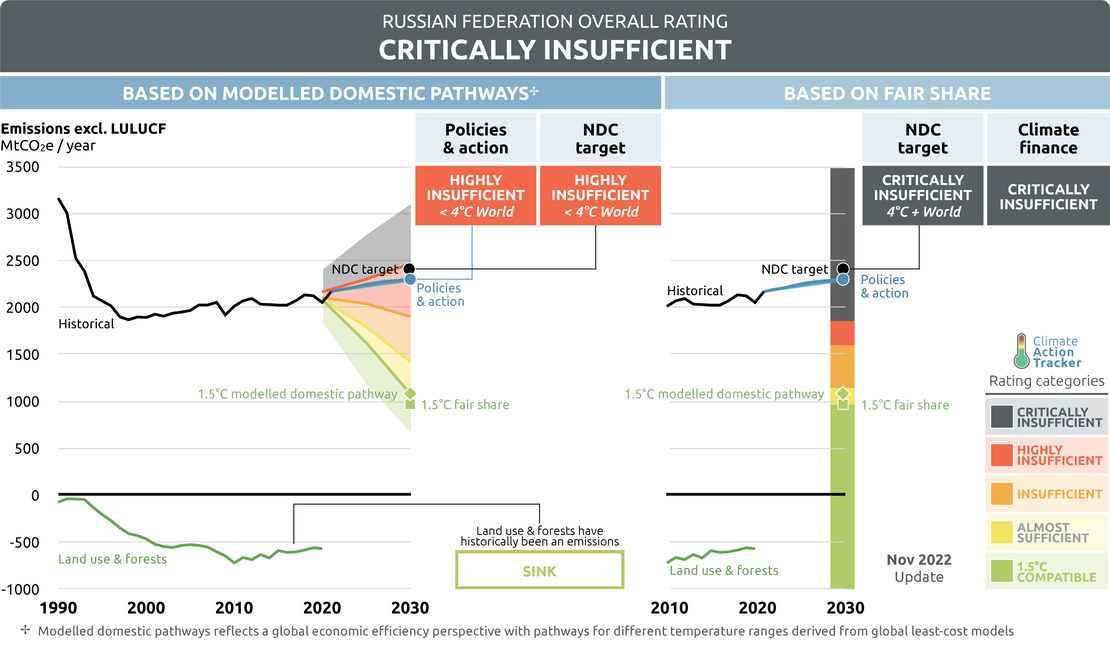 RUSSIAN FEDERATION OVERALL RATING
CRITICALLY INSUFFICIENT
BASED ON MODELLED DOMESTIC PATHWAYS✢
BASED ON FAIR SHARE
Emissions excl. LULUCF
MtCO₂e / year
Policies
& action
NDC
target
NDC
target
Climate
finance
HIGHLY
INSUFFICIENT
< 4°C World
HIGHLY
INSUFFICIENT
< 4°C World
CRITICALLY
INSUFFICIENT
4°C + World
CRITICALLY
INSUFFICIENT
3500
3000
2500
2000
1500
1000
500
0
-500
-1000
Historical
NDC target
Policies
& action
1.5°C modelled domestic pathway
1.5°C fair share
Land use & forests
Land use & forests have
historically been an emissions
SINK
1990
2000
2010
2020
2030
Historical
NDC target
Policies
& action
1.5°C modelled domestic pathway
1.5°C fair share
Land use & forests
2010
2020
2030
Nov 2022
Update
Climate
Action
Tracker
Rating categories
CRITICALLY
INSUFFICIENT
HIGHLY
INSUFFICIENT
INSUFFICIENT
ALMOST
SUFFICIENT
1.5°C
COMPATIBLE
✢ Modelled domestic pathways reflects a global economic efficiency perspective with pathways for different temperature ranges derived from global least-cost models